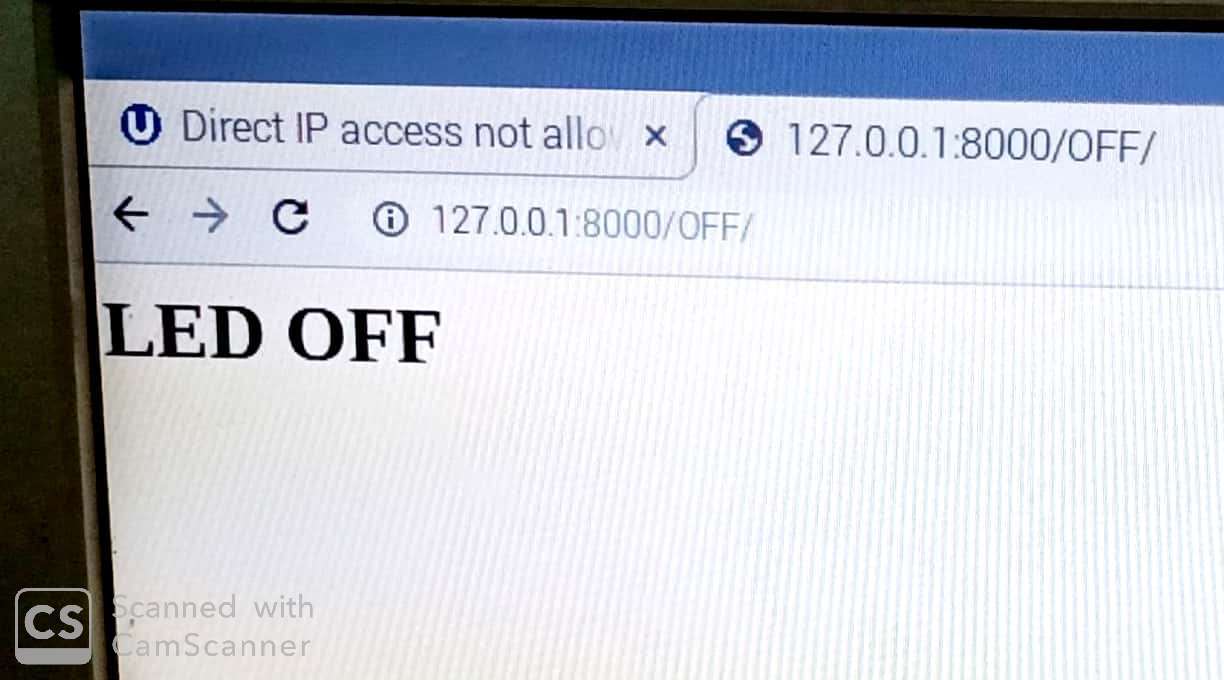 Direct IP access not allo
127.0.0.1:8000/OFF/
127.0.0.1:8000/OFF/
LED OFF
CS Scanned with
CamScanner